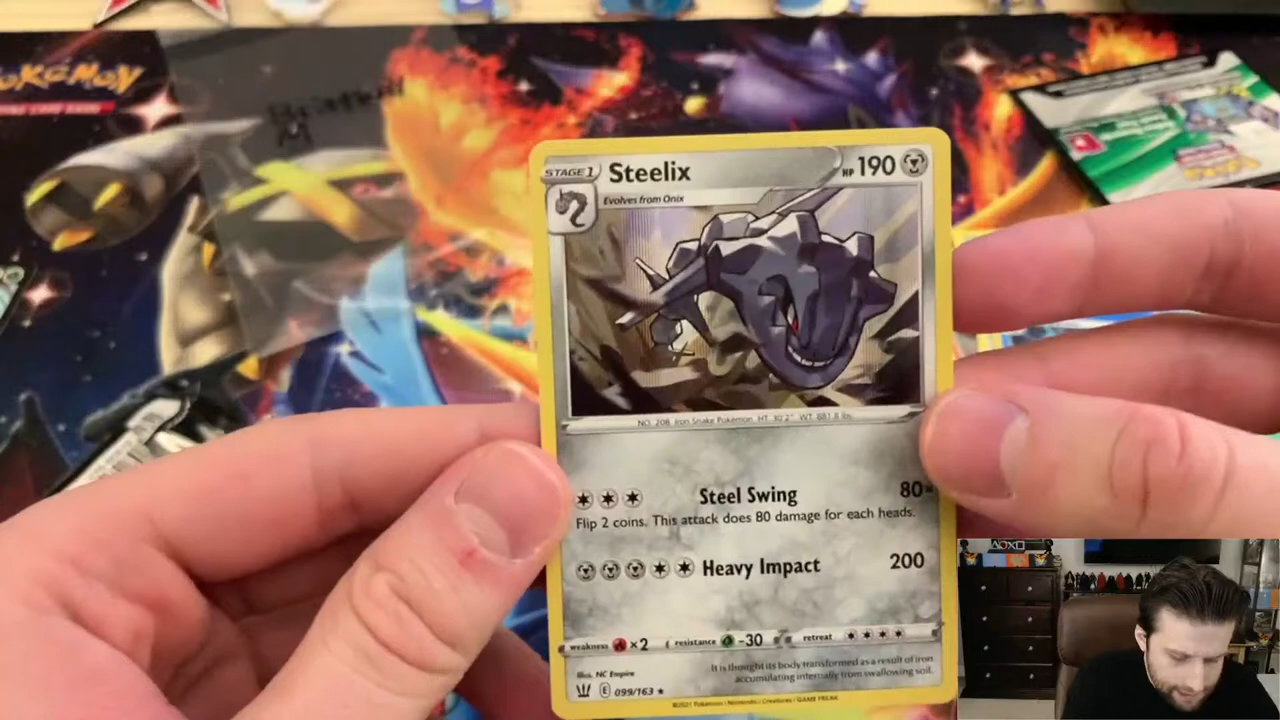 POKÉMON
STAGE 1 Steelix HP 190
Evolves from Onix
NO. 208 Iron Snake Pokémon HT. 30'2" WT. 881.8 lbs.
Steel Swing 80×
Flip 2 coins. This attack does 80 damage for each heads.
Heavy Impact 200
weakness ×2 resistance -30 retreat
It is thought its body transformed as a result of iron
accumulating internally from swallowing soil.
Illus. NC Empire
E 099/163 ★
©2021 Pokémon / Nintendo / Creatures / GAME FREAK